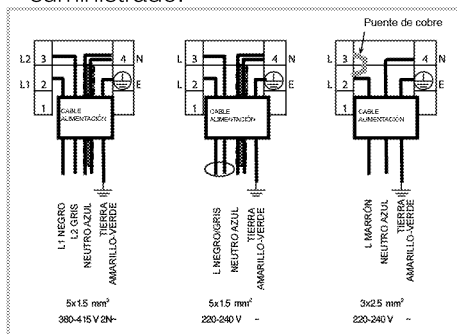 suministrado.
Puente de cobre
L2 3 4 N
L1 2 E
1
CABLE
ALIMENTACIÓN
L1 NEGRO
L2 GRIS
NEUTRO AZUL
TIERRA
AMARILLO-VERDE
5x1.5 mm²
380-415 V 2N~
3 4 N
L 2 E
1
CABLE
ALIMENTACIÓN
L NEGRO/GRIS
NEUTRO AZUL
TIERRA
AMARILLO-VERDE
5x1.5 mm²
220-240 V ~
3 4 N
L 2 E
1
CABLE
ALIMENTACIÓN
L MARRÓN
NEUTRO AZUL
TIERRA
AMARILLO-VERDE
3x2.5 mm²
220-240 V ~